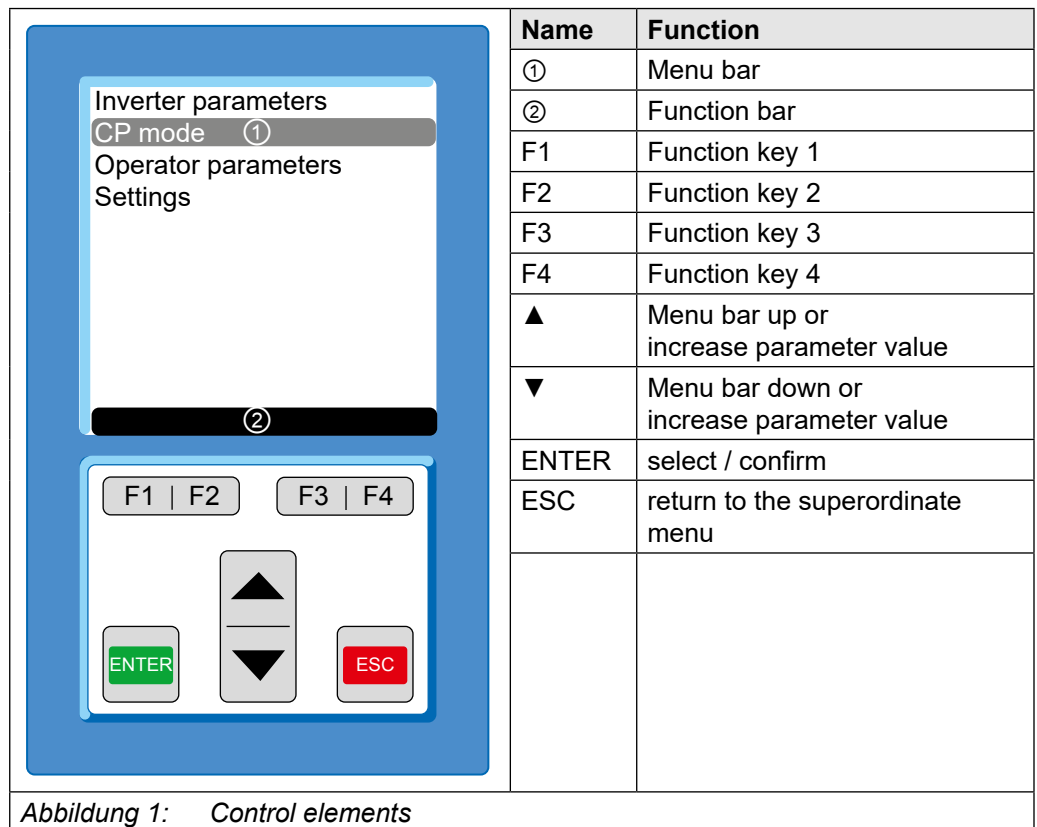 Inverter parameters
CP mode ①
Operator parameters
Settings
②
F1 | F2
F3 | F4
▲
▼
ENTER
ESC
Name Function
① Menu bar
② Function bar
F1 Function key 1
F2 Function key 2
F3 Function key 3
F4 Function key 4
▲ Menu bar up or
increase parameter value
▼ Menu bar down or
increase parameter value
ENTER select / confirm
ESC return to the superordinate
menu
Abbildung 1: Control elements